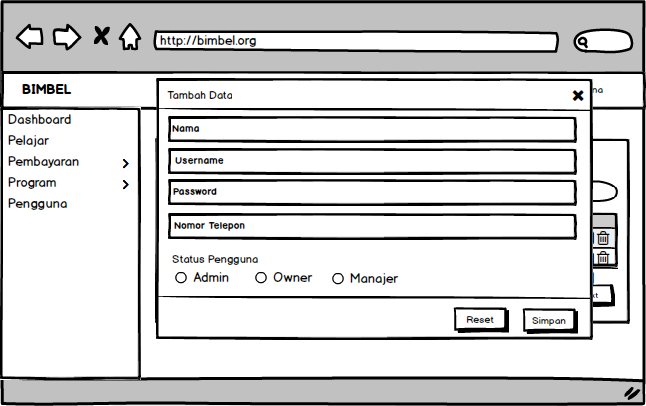 http://bimbel.org
BIMBEL
Tambah Data
Dashboard
Pelajar
Pembayaran
Program
Pengguna
Nama
Username
Password
Nomor Telepon
Status Pengguna
Admin Owner Manajer
Reset Simpan